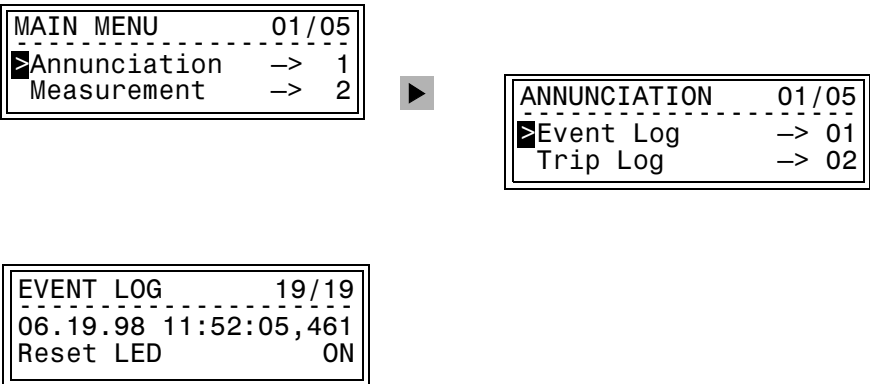 MAIN MENU 01/05
---------------------
>Annunciation —> 1
Measurement —> 2
ANNUNCIATION 01/05
---------------------
>Event Log —> 01
Trip Log —> 02
EVENT LOG 19/19
---------------------
06.19.98 11:52:05,461
Reset LED ON